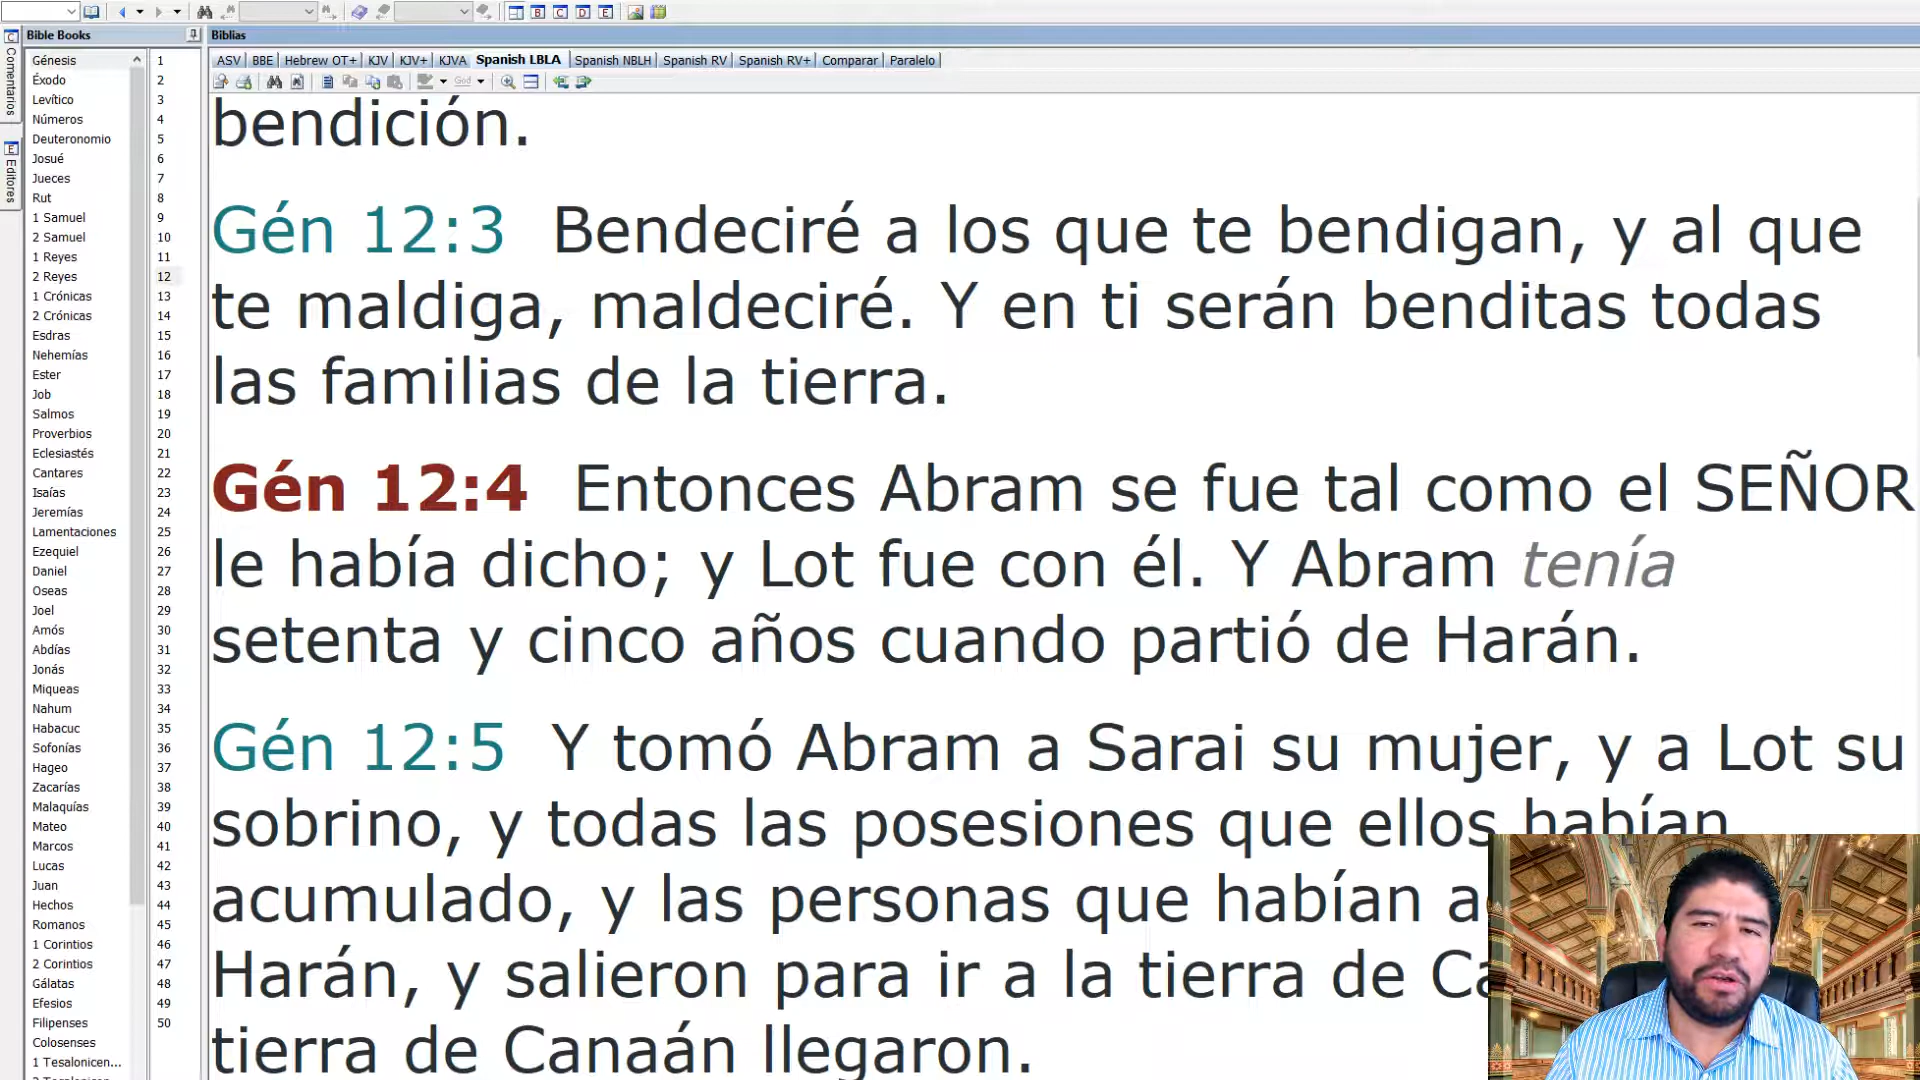 Bible Books
Biblias
Comentarios
Editores
ASV BBE Hebrew OT+ KJV KJV+ KJVA Spanish LBLA Spanish NBLH Spanish RV Spanish RV+ Comparar Paralelo
Génesis 1
Éxodo 2
Levítico 3
Números 4
Deuteronomio 5
Josué 6
Jueces 7
Rut 8
1 Samuel 9
2 Samuel 10
1 Reyes 11
2 Reyes 12
1 Crónicas 13
2 Crónicas 14
Esdras 15
Nehemías 16
Ester 17
Job 18
Salmos 19
Proverbios 20
Eclesiastés 21
Cantares 22
Isaías 23
Jeremías 24
Lamentaciones 25
Ezequiel 26
Daniel 27
Oseas 28
Joel 29
Amós 30
Abdías 31
Jonás 32
Miqueas 33
Nahum 34
Habacuc 35
Sofonías 36
Hageo 37
Zacarías 38
Malaquías 39
Mateo 40
Marcos 41
Lucas 42
Juan 43
Hechos 44
Romanos 45
1 Corintios 46
2 Corintios 47
Gálatas 48
Efesios 49
Filipenses 50
Colosenses
1 Tesalonicen...
bendición.
Gén 12:3 Bendeciré a los que te bendigan, y al que
te maldiga, maldeciré. Y en ti serán benditas todas
las familias de la tierra.
Gén 12:4 Entonces Abram se fue tal como el SEÑOR
le había dicho; y Lot fue con él. Y Abram tenía
setenta y cinco años cuando partió de Harán.
Gén 12:5 Y tomó Abram a Sarai su mujer, y a Lot su
sobrino, y todas las posesiones que ellos habían
acumulado, y las personas que habían
Harán, y salieron para ir a la tierra de
tierra de Canaán llegaron.